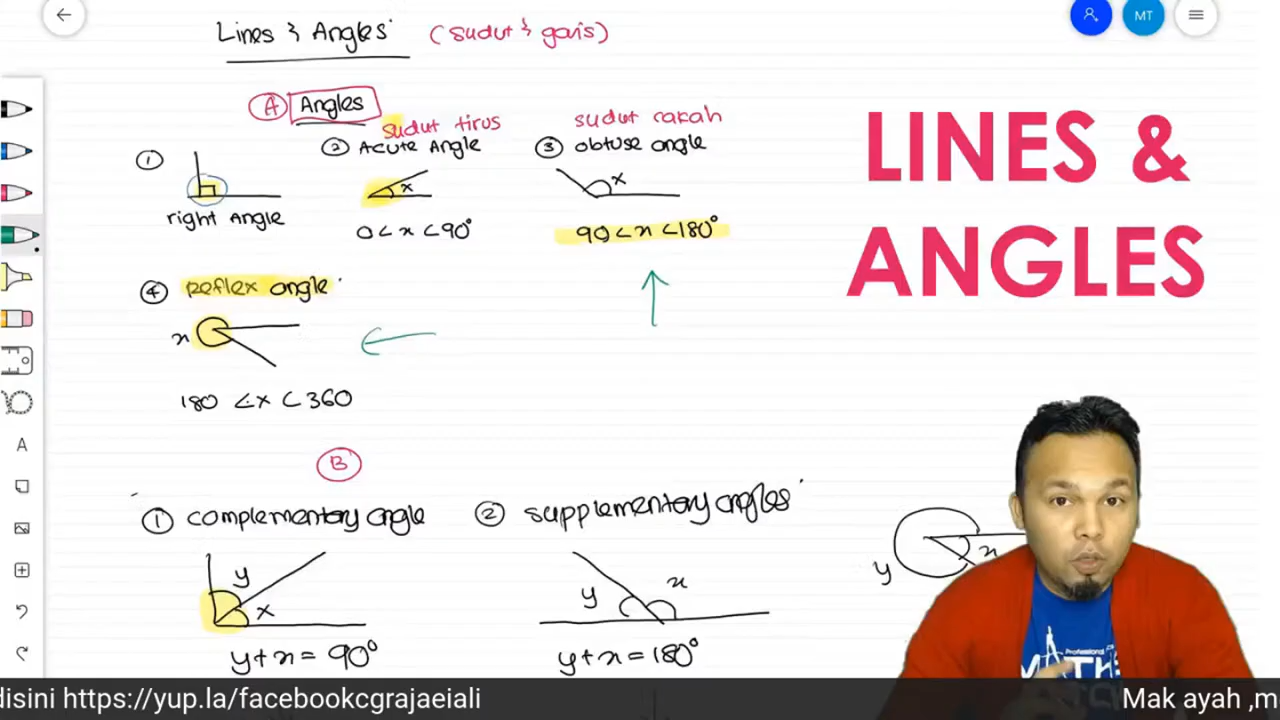 MT
Lines & Angles
(sudut & garis)
A Angles
LINES &
ANGLES
sudut tirus
sudut cakah
1
2 Acute Angle
3 obtuse angle
x
x
right Angle
0 < x < 90°
90 < x < 180°
4 reflex angle
x
180 < x < 360
B
1 complementary angle
2 supplementary angles
y
x
y
x
y
x
y + x = 90°
y + x = 180°
A
Professional
MATH
disini https://yup.la/facebookcgrajaeiali
Mak ayah ,m